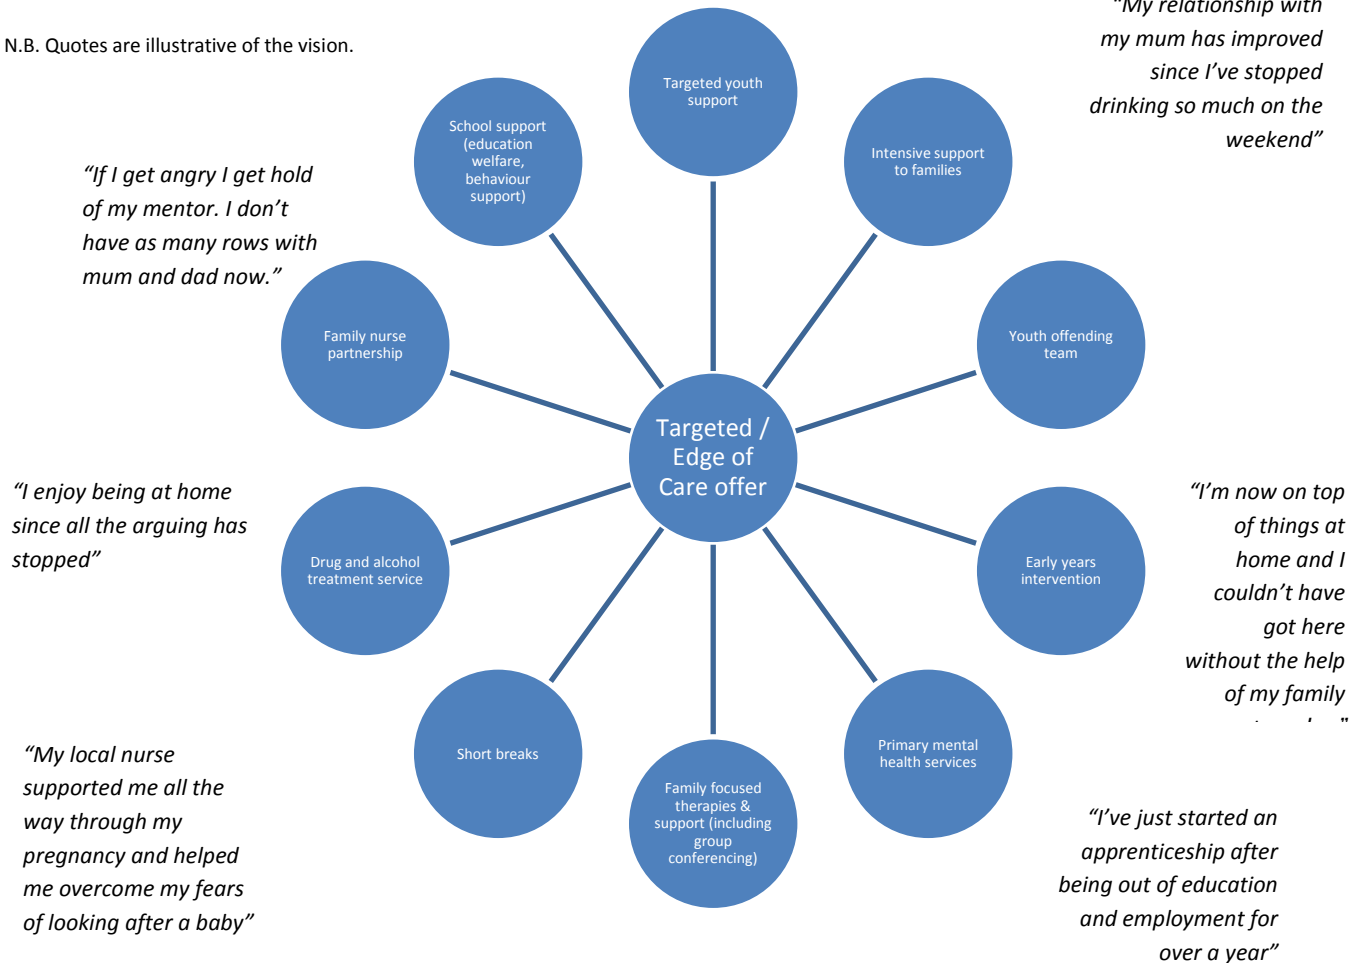 “My relationship with
my mum has improved
since I’ve stopped
drinking so much on the
weekend”
N.B. Quotes are illustrative of the vision.
Targeted youth
support
School support
(education
welfare,
behaviour
support)
Intensive support
to families
“If I get angry I get hold
of my mentor. I don’t
have as many rows with
mum and dad now.”
Family nurse
partnership
Youth offending
team
Targeted /
Edge of
Care offer
“I enjoy being at home
since all the arguing has
stopped”
“I’m now on top
of things at
home and I
couldn’t have
got here
without the help
of my family
Drug and alcohol
treatment service
Early years
intervention
Short breaks
Primary mental
health services
Family focused
therapies &
support (including
group
conferencing)
“My local nurse
supported me all the
way through my
pregnancy and helped
me overcome my fears
of looking after a baby”
“I’ve just started an
apprenticeship after
being out of education
and employment for
over a year”